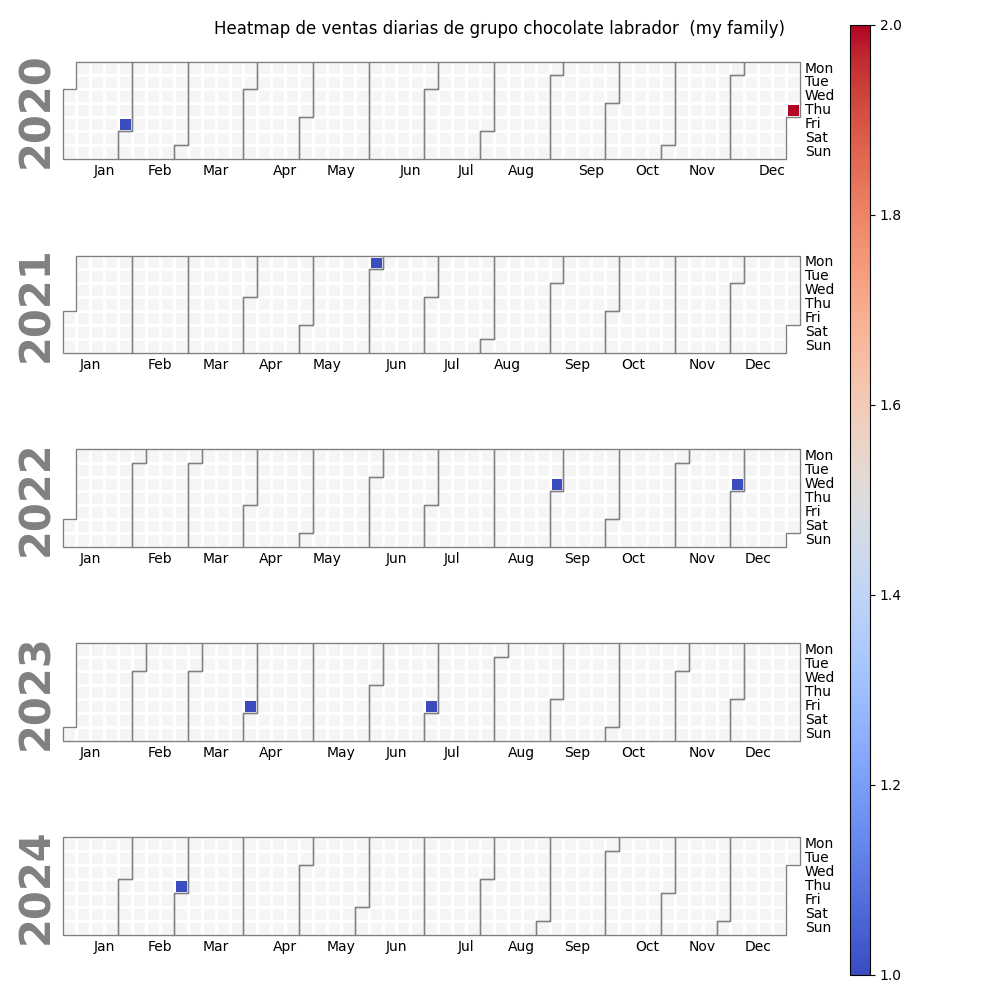 Heatmap de ventas diarias de grupo chocolate labrador  (my family)
2020
Mon
Tue
Wed
Thu
Fri
Sat
Sun
Jan Feb Mar Apr May Jun Jul Aug Sep Oct Nov Dec
2021
Mon
Tue
Wed
Thu
Fri
Sat
Sun
Jan Feb Mar Apr May Jun Jul Aug Sep Oct Nov Dec
2022
Mon
Tue
Wed
Thu
Fri
Sat
Sun
Jan Feb Mar Apr May Jun Jul Aug Sep Oct Nov Dec
2023
Mon
Tue
Wed
Thu
Fri
Sat
Sun
Jan Feb Mar Apr May Jun Jul Aug Sep Oct Nov Dec
2024
Mon
Tue
Wed
Thu
Fri
Sat
Sun
Jan Feb Mar Apr May Jun Jul Aug Sep Oct Nov Dec
2.0
1.8
1.6
1.4
1.2
1.0